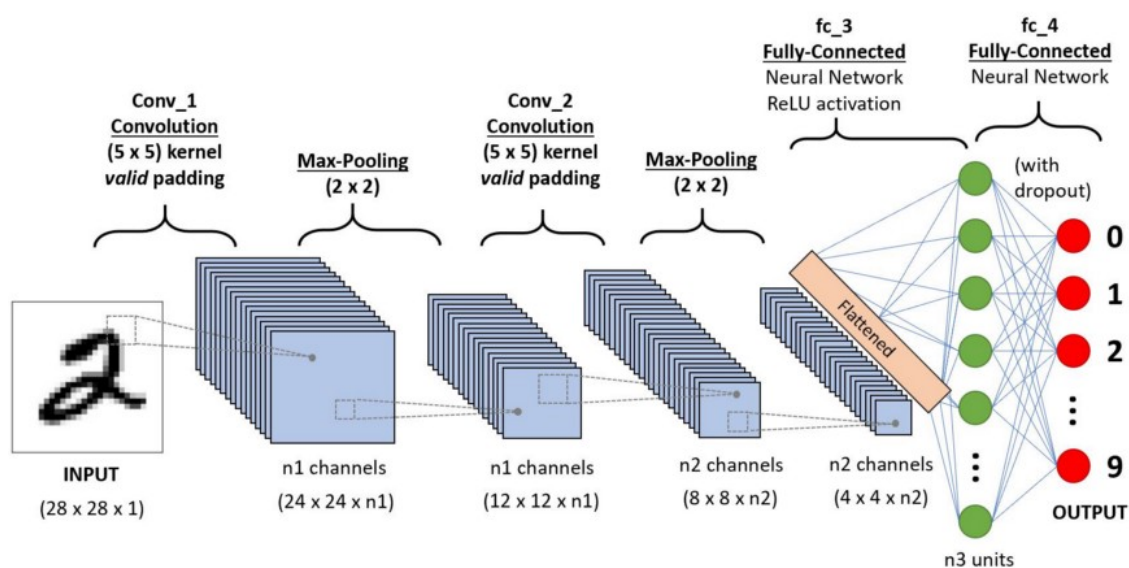 fc_3
Fully-Connected
Neural Network
ReLU activation
fc_4
Fully-Connected
Neural Network
Conv_1
Convolution
(5 x 5) kernel
valid padding
Max-Pooling
(2 x 2)
Conv_2
Convolution
(5 x 5) kernel
valid padding
Max-Pooling
(2 x 2)
(with
dropout)
Flattened
0
1
2
9
OUTPUT
INPUT
(28 x 28 x 1)
n1 channels
(24 x 24 x n1)
n1 channels
(12 x 12 x n1)
n2 channels
(8 x 8 x n2)
n2 channels
(4 x 4 x n2)
n3 units
2